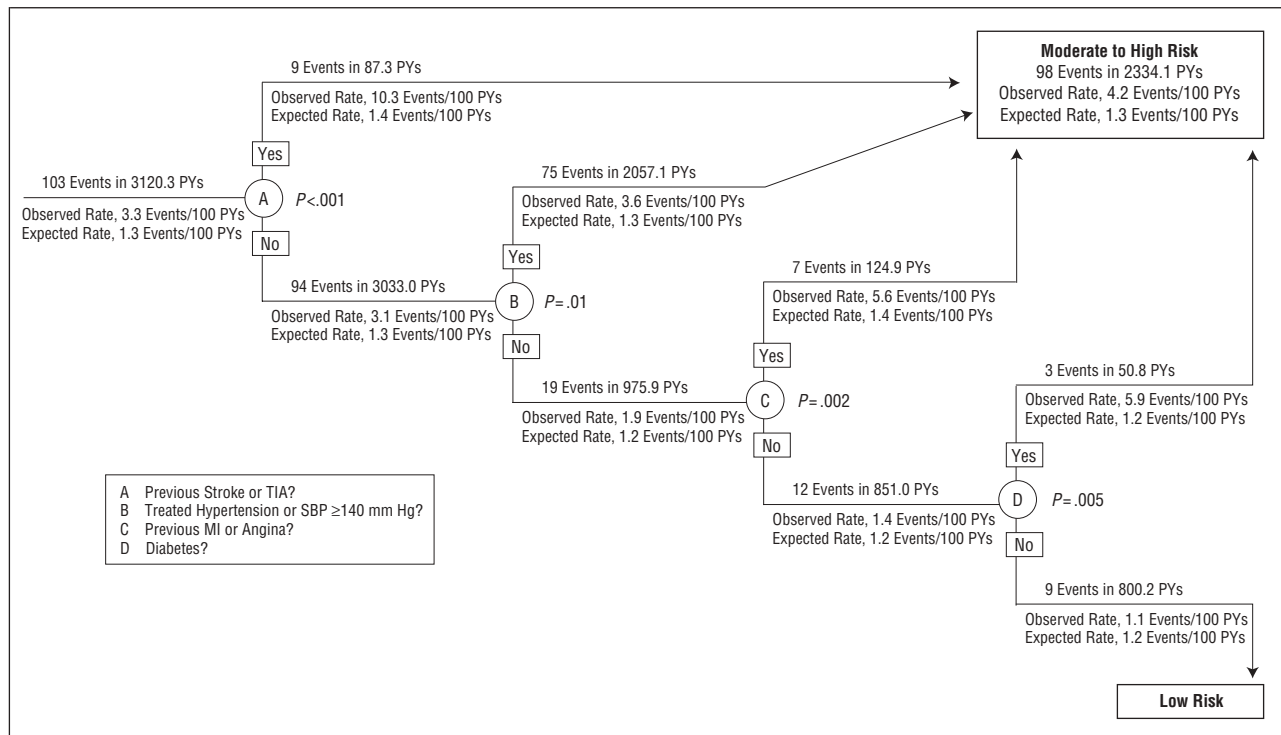 9 Events in 87.3 PYs
Observed Rate, 10.3 Events/100 PYs
Expected Rate, 1.4 Events/100 PYs
Moderate to High Risk
98 Events in 2334.1 PYs
Observed Rate, 4.2 Events/100 PYs
Expected Rate, 1.3 Events/100 PYs
Yes
103 Events in 3120.3 PYs
A
P<.001
Observed Rate, 3.3 Events/100 PYs
Expected Rate, 1.3 Events/100 PYs
No
75 Events in 2057.1 PYs
Observed Rate, 3.6 Events/100 PYs
Expected Rate, 1.3 Events/100 PYs
Yes
94 Events in 3033.0 PYs
B
P=.01
Observed Rate, 3.1 Events/100 PYs
Expected Rate, 1.3 Events/100 PYs
No
7 Events in 124.9 PYs
Observed Rate, 5.6 Events/100 PYs
Expected Rate, 1.4 Events/100 PYs
Yes
19 Events in 975.9 PYs
C
P=.002
Observed Rate, 1.9 Events/100 PYs
Expected Rate, 1.2 Events/100 PYs
No
3 Events in 50.8 PYs
Observed Rate, 5.9 Events/100 PYs
Expected Rate, 1.2 Events/100 PYs
Yes
12 Events in 851.0 PYs
D
P=.005
Observed Rate, 1.4 Events/100 PYs
Expected Rate, 1.2 Events/100 PYs
No
9 Events in 800.2 PYs
Observed Rate, 1.1 Events/100 PYs
Expected Rate, 1.2 Events/100 PYs
Low Risk
A Previous Stroke or TIA?
B Treated Hypertension or SBP ≥140 mm Hg?
C Previous MI or Angina?
D Diabetes?